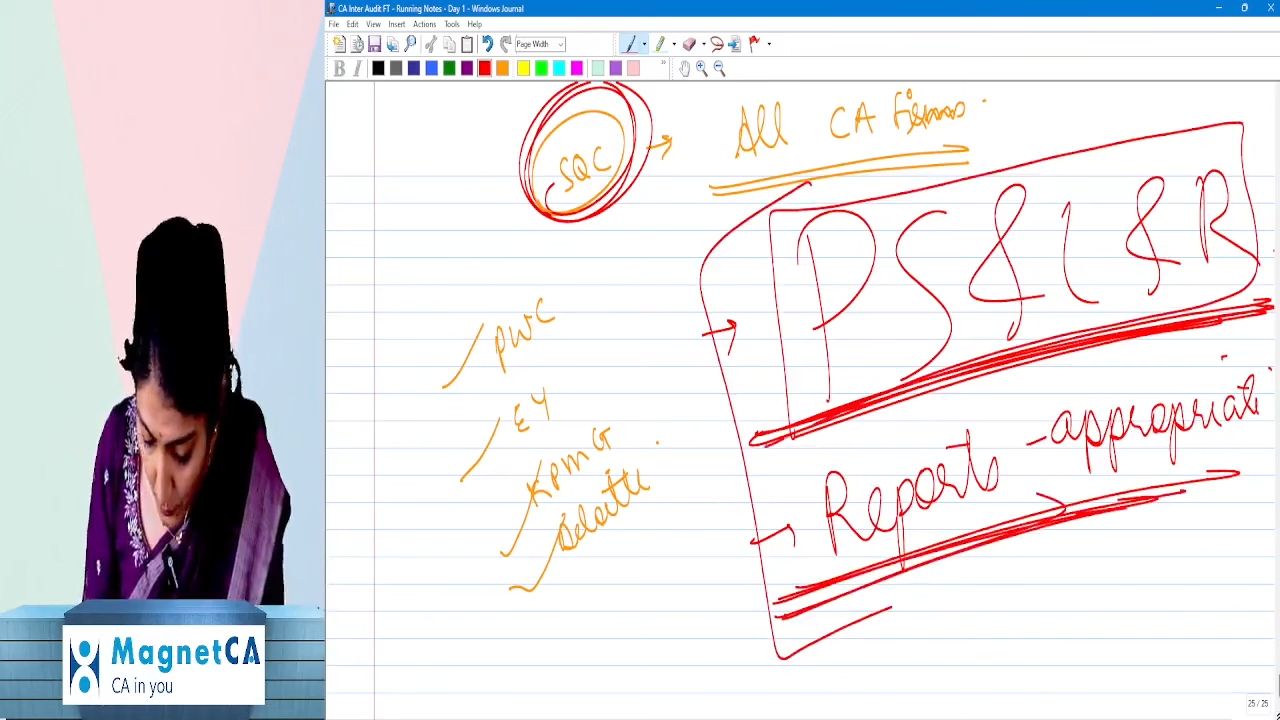 CA Inter Audit FT - Running Notes - Day 1 - Windows Journal
File Edit View Insert Actions Tools Help
Page Width
B I
SQC → All CA firms
PS & L & R
PWC
EY
KPMG
Deloitte
Reports - appropriat
MagnetCA
CA in you
25 / 25